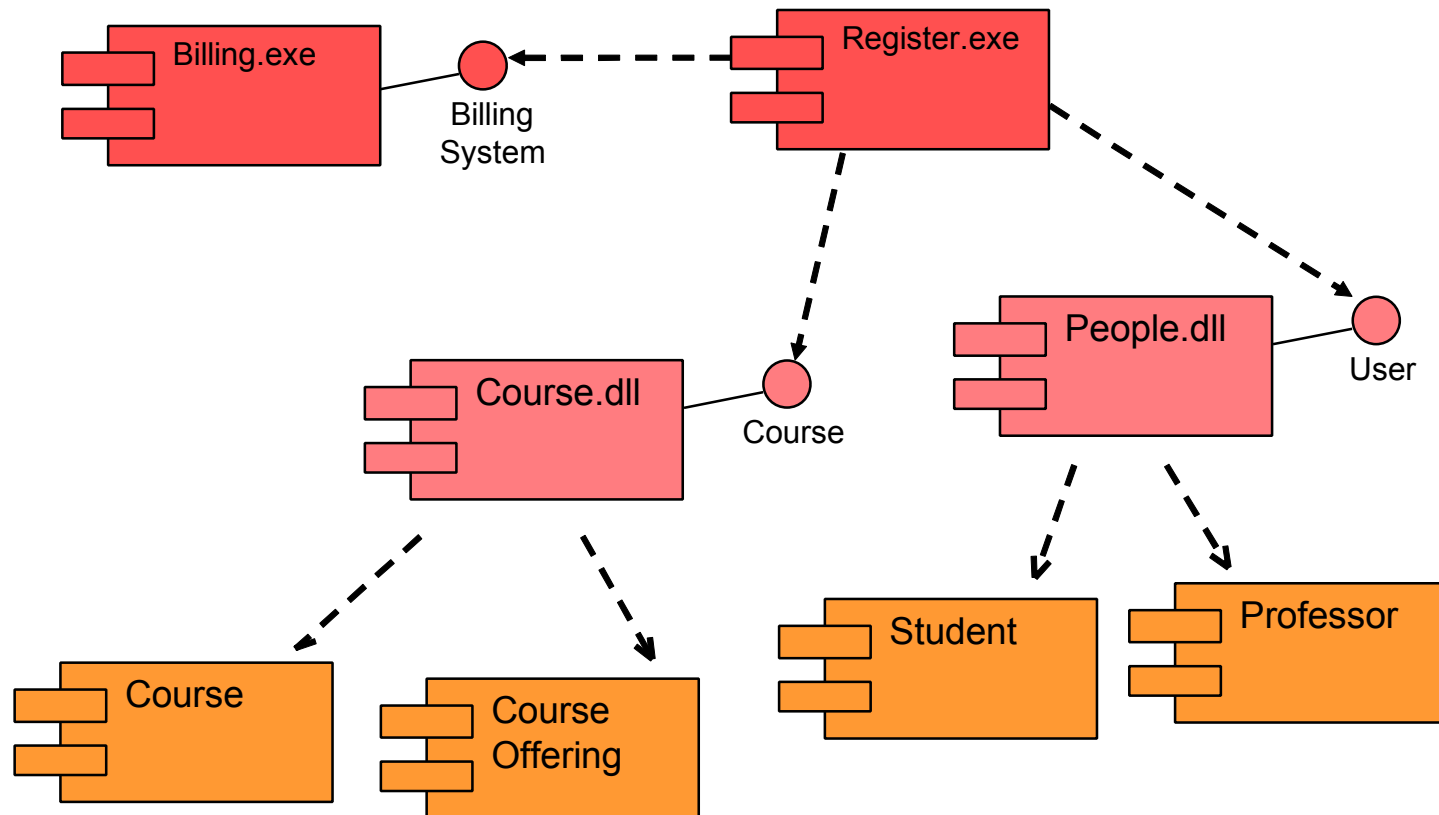 Billing.exe
Register.exe
Billing
System
People.dll
User
Course.dll
Course
Student
Professor
Course
Course
Offering